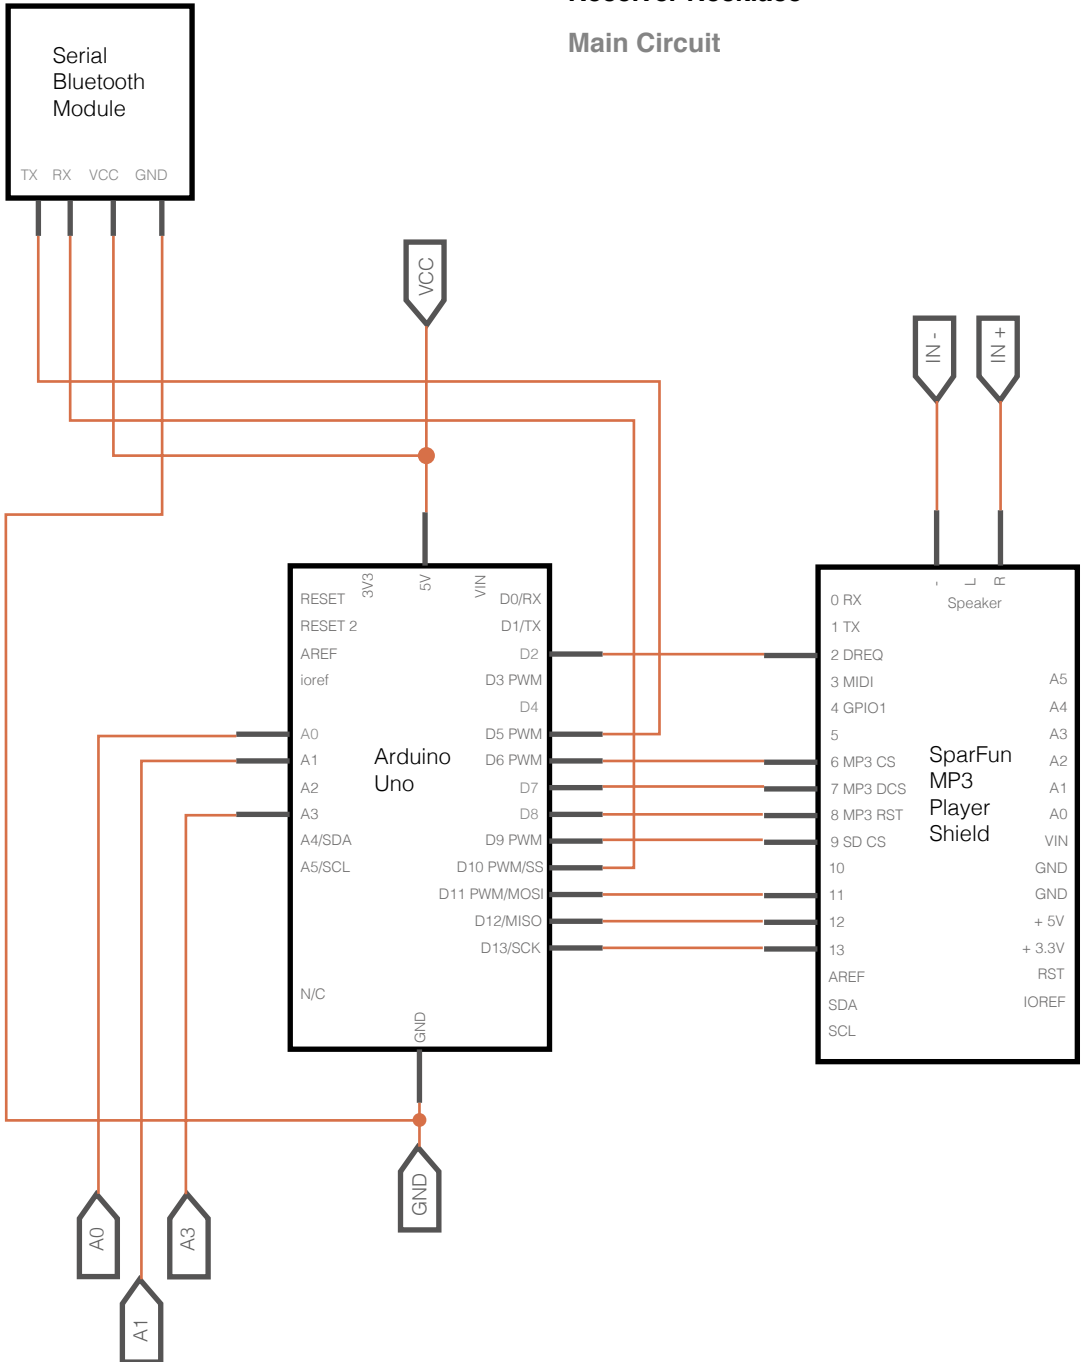 Receiver Necklace
Main Circuit
Serial
Bluetooth
Module
TX RX VCC GND
VCC
IN -
IN +
3V3
5V
VIN
RESET
RESET 2
AREF
ioref
A0
A1
A2
A3
A4/SDA
A5/SCL
N/C
Arduino
Uno
D0/RX
D1/TX
D2
D3 PWM
D4
D5 PWM
D6 PWM
D7
D8
D9 PWM
D10 PWM/SS
D11 PWM/MOSI
D12/MISO
D13/SCK
GND
- L R
Speaker
0 RX
1 TX
2 DREQ
3 MIDI
4 GPIO1
5
6 MP3 CS
7 MP3 DCS
8 MP3 RST
9 SD CS
10
11
12
13
AREF
SDA
SCL
SparFun
MP3
Player
Shield
A5
A4
A3
A2
A1
A0
VIN
GND
GND
+ 5V
+ 3.3V
RST
IOREF
GND
A0
A3
A1